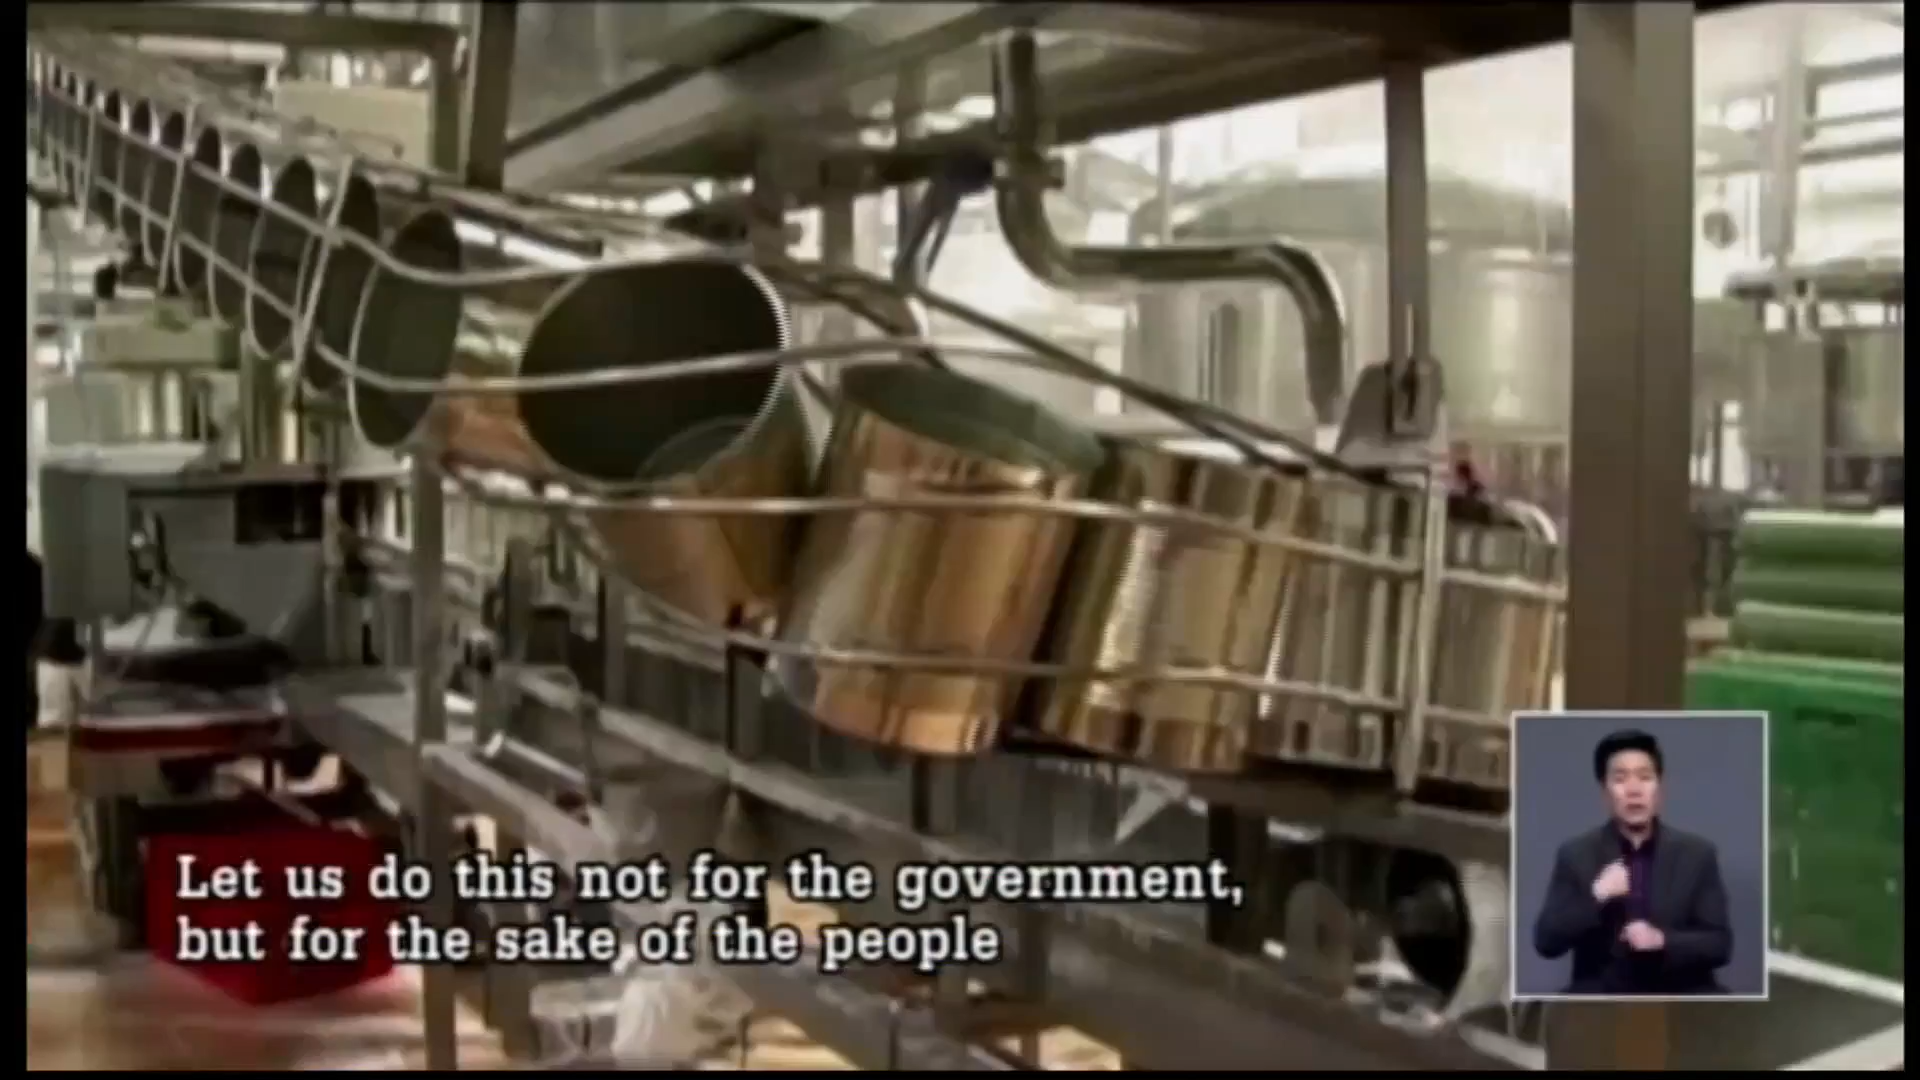 Let us do this not for the government,
but for the sake of the people